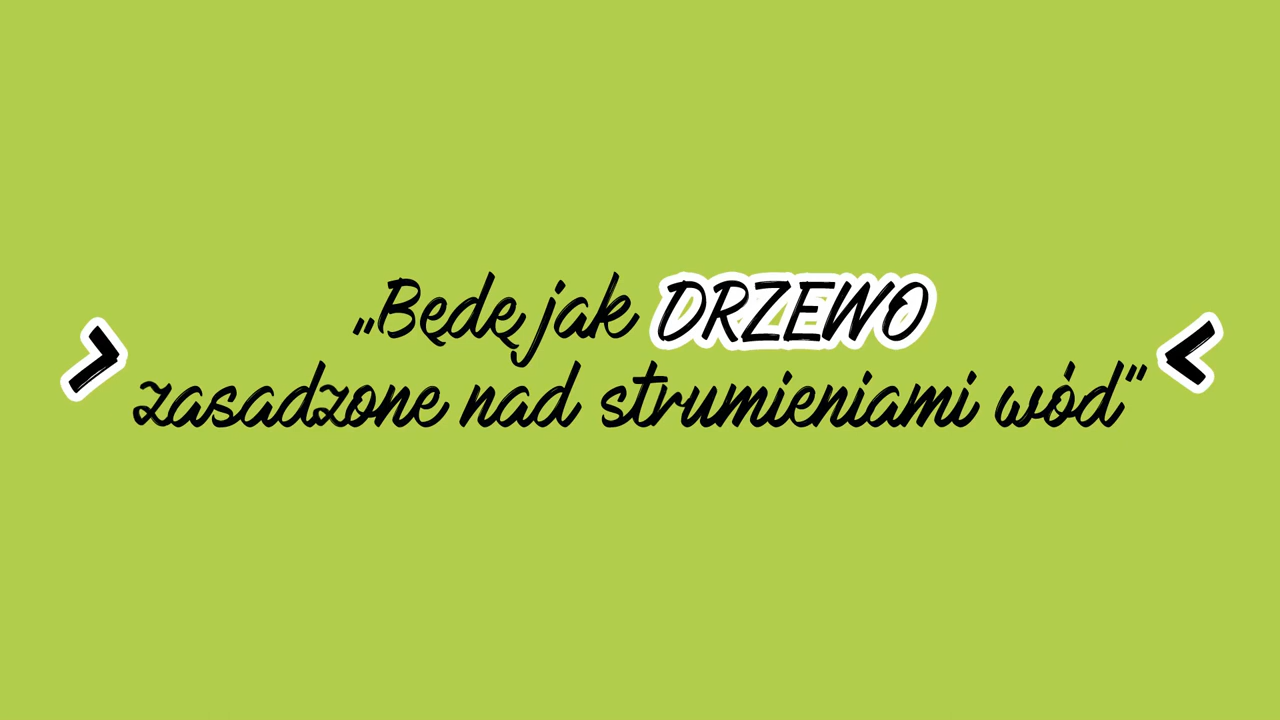 „Będę jak DRZEWO
> zasadzone nad strumieniami wód” <